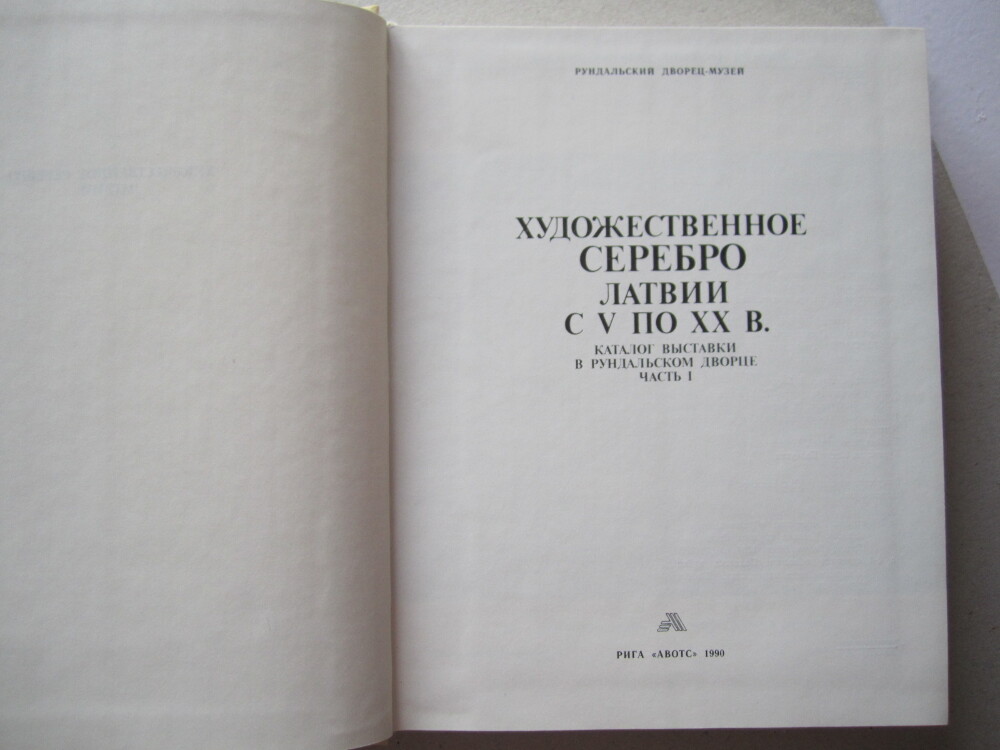 РУНДАЛЬСКИЙ ДВОРЕЦ-МУЗЕЙ
ХУДОЖЕСТВЕННОЕ
СЕРЕБРО
ЛАТВИИ
С V ПО XX В.
КАТАЛОГ ВЫСТАВКИ
В РУНДАЛЬСКОМ ДВОРЦЕ
ЧАСТЬ I
РИГА «АВОТС» 1990